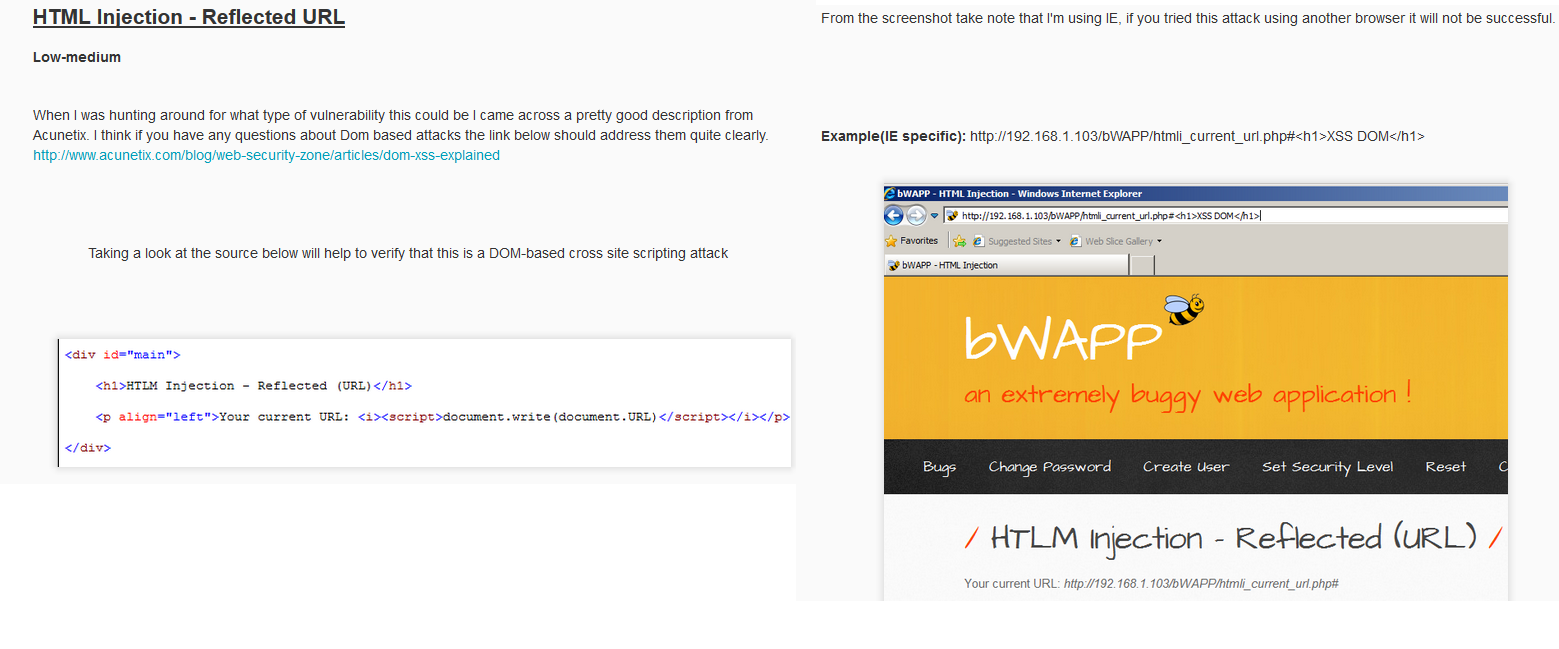 HTML Injection - Reflected URL
Low-medium
When I was hunting around for what type of vulnerability this could be I came across a pretty good description from
Acunetix. I think if you have any questions about Dom based attacks the link below should address them quite clearly.
http://www.acunetix.com/blog/web-security-zone/articles/dom-xss-explained
Taking a look at the source below will help to verify that this is a DOM-based cross site scripting attack
<div id="main">
<h1>HTLM Injection - Reflected (URL)</h1>
<p align="left">Your current URL: <i><script>document.write(document.URL)</script></i></p>
</div>
From the screenshot take note that I'm using IE, if you tried this attack using another browser it will not be successful.
Example(IE specific): http://192.168.1.103/bWAPP/htmli_current_url.php#<h1>XSS DOM</h1>
bWAPP - HTML Injection - Windows Internet Explorer
http://192.168.1.103/bWAPP/htmli_current_url.php#<h1>XSS DOM</h1>
Favorites Suggested Sites Web Slice Gallery
bWAPP - HTML Injection
bWAPP
an extremely buggy web application !
Bugs Change Password Create User Set Security Level Reset C
/ HTLM Injection - Reflected (URL) /
Your current URL: http://192.168.1.103/bWAPP/htmli_current_url.php#